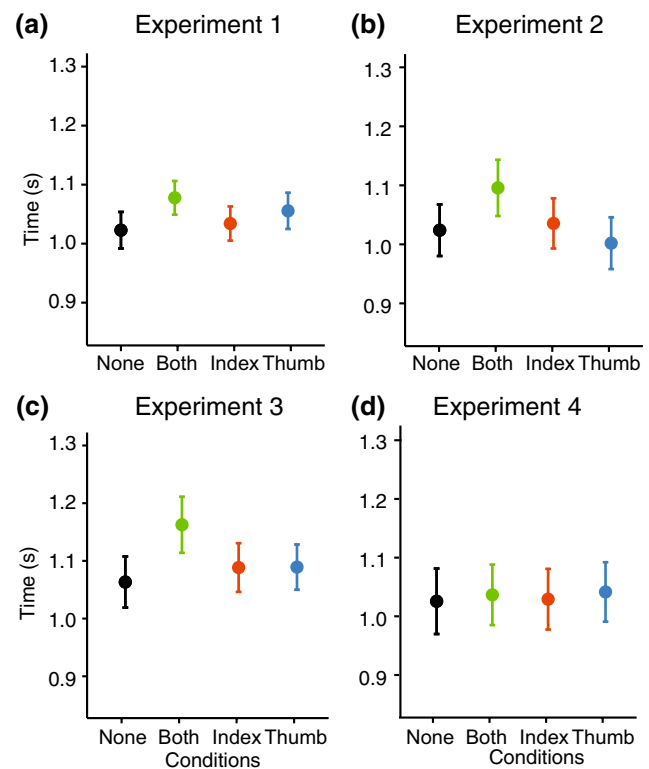 (a) Experiment 1
(b) Experiment 2
Time (s)
1.3
1.2
1.1
1.0
0.9
None Both Index Thumb
1.3
1.2
1.1
1.0
0.9
None Both Index Thumb
(c) Experiment 3
(d) Experiment 4
Time (s)
1.3
1.2
1.1
1.0
0.9
None Both Index Thumb
Conditions
1.3
1.2
1.1
1.0
0.9
None Both Index Thumb
Conditions